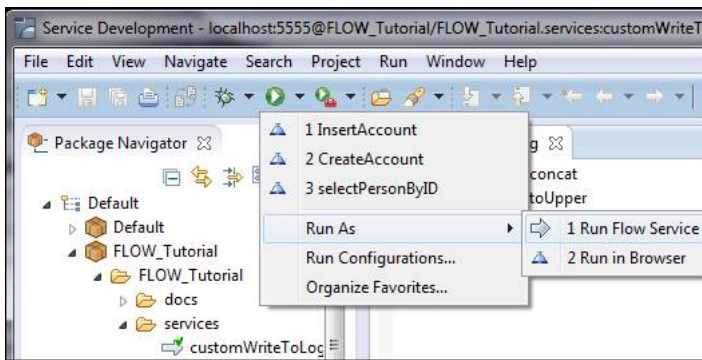 Service Development - localhost:5555@FLOW_Tutorial/FLOW_Tutorial.services:customWriteT
File Edit View Navigate Search Project Run Window Help
Package Navigator
Default
Default
FLOW_Tutorial
FLOW_Tutorial
docs
services
customWriteToLog
1 InsertAccount
2 CreateAccount
3 selectPersonByID
Run As
Run Configurations...
Organize Favorites...
g
concat
toUpper
1 Run Flow Service
2 Run in Browser